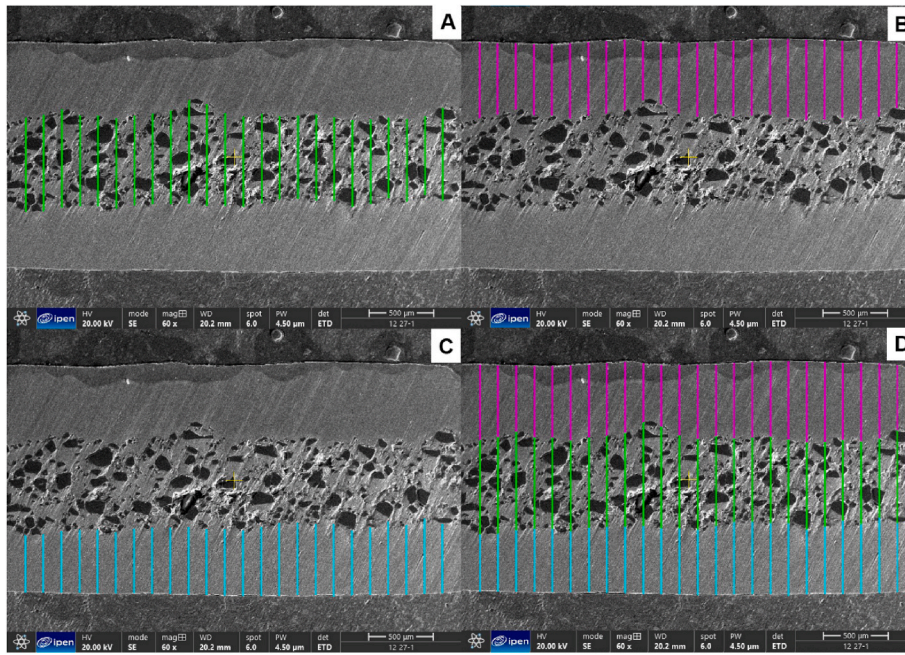 A
ipen
HV mode mag WD spot PW det 500 µm
20.00 kV SE 60 x 20.2 mm 6.0 4.50 µm ETD 12 27-1
B
ipen
HV mode mag WD spot PW det 500 µm
20.00 kV SE 60 x 20.2 mm 6.0 4.50 µm ETD 12 27-1
C
ipen
HV mode mag WD spot PW det 500 µm
20.00 kV SE 60 x 20.2 mm 6.0 4.50 µm ETD 12 27-1
D
ipen
HV mode mag WD spot PW det 500 µm
20.00 kV SE 60 x 20.2 mm 6.0 4.50 µm ETD 12 27-1